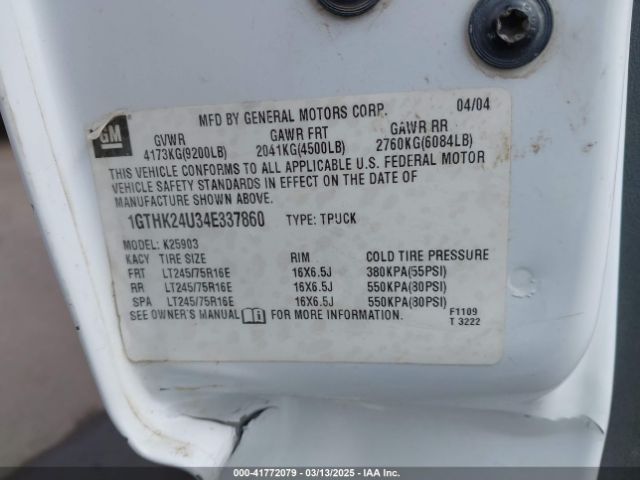 MFD BY GENERAL MOTORS CORP. 04/04
GM
GVWR GAWR FRT GAWR RR
4173KG(9200LB) 2041KG(4500LB) 2760KG(6084LB)
THIS VEHICLE CONFORMS TO ALL APPLICABLE U.S. FEDERAL MOTOR
VEHICLE SAFETY STANDARDS IN EFFECT ON THE DATE OF
MANUFACTURE SHOWN ABOVE.
1GTHK24U34E337860 TYPE: TRUCK
MODEL: K25903
KACY TIRE SIZE RIM COLD TIRE PRESSURE
FRT LT245/75R16E 16X6.5J 380KPA(55PSI)
RR LT245/75R16E 16X6.5J 550KPA(80PSI)
SPA LT245/75R16E 16X6.5J 550KPA(80PSI)
SEE OWNER'S MANUAL FOR MORE INFORMATION.
F1109
T 3222
000-41772079 — 03/13/2025 — IAA Inc.